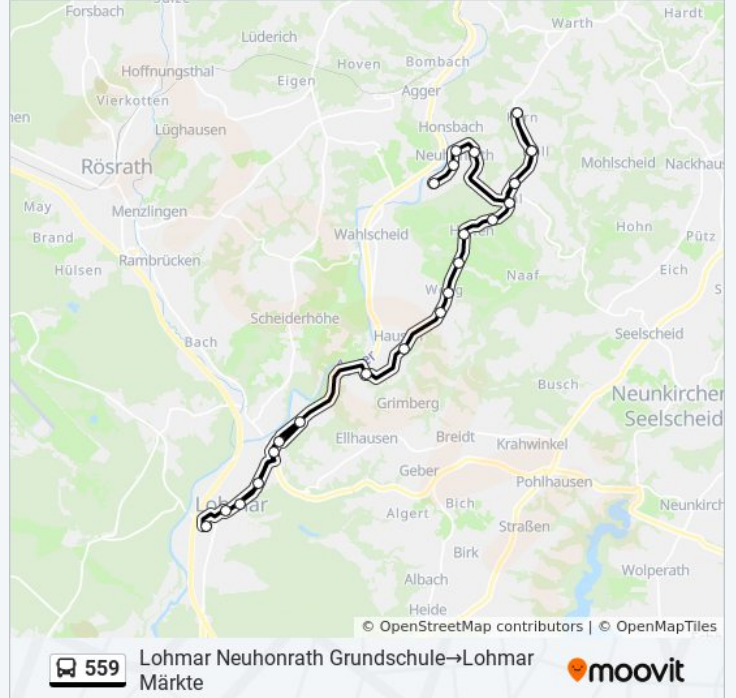 Forsbach
Hardt
Warth
Lüderich
Hoven
Bombach
Hoffnungsthal
Eigen
Agger
Vierkotten
Honsbach
Lüghausen
Rösrath
Mohlscheid
May
Menzlingen
Wahlscheid
Hohn
Pütz
Brand
Rambrücken
Hülsen
Naaf
Eich
Scheiderhöhe
Seelscheid
Bach
Busch
Neunkirchen
Seelscheid
Grimberg
Ellhausen
Breidt
Krahwinkel
Geber
Pohlhausen
Lohmar
Bich
Algert
Straßen
Birk
Wolperath
Albach
Heide
© OpenStreetMap contributors | © OpenMapTiles
559
Lohmar Neuhonrath Grundschule→Lohmar
Märkte
moovit